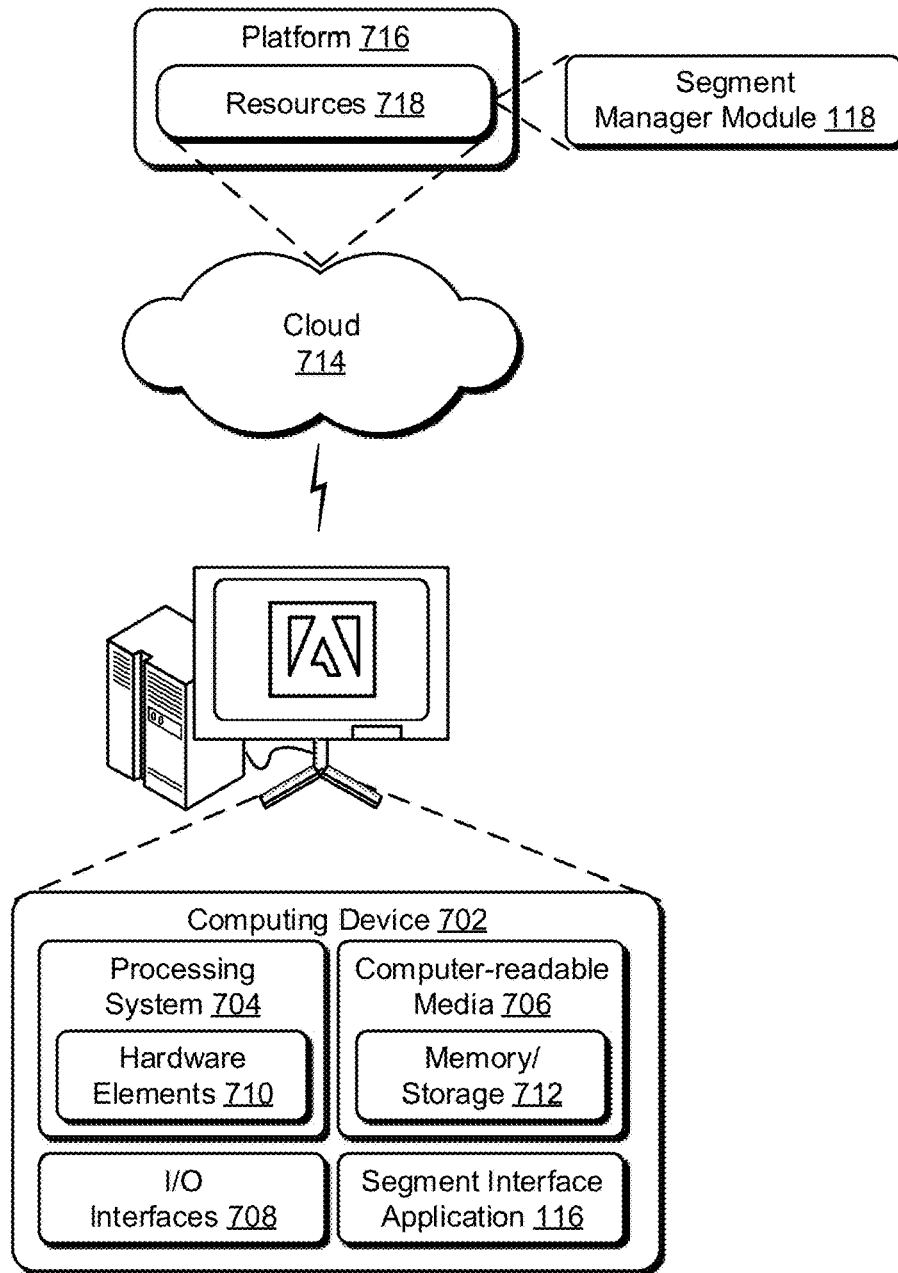 Platform 716
Resources 718
Segment
Manager Module 118
Cloud
714
Computing Device 702
Processing
System 704
Hardware
Elements 710
Computer-readable
Media 706
Memory/
Storage 712
I/O
Interfaces 708
Segment Interface
Application 116